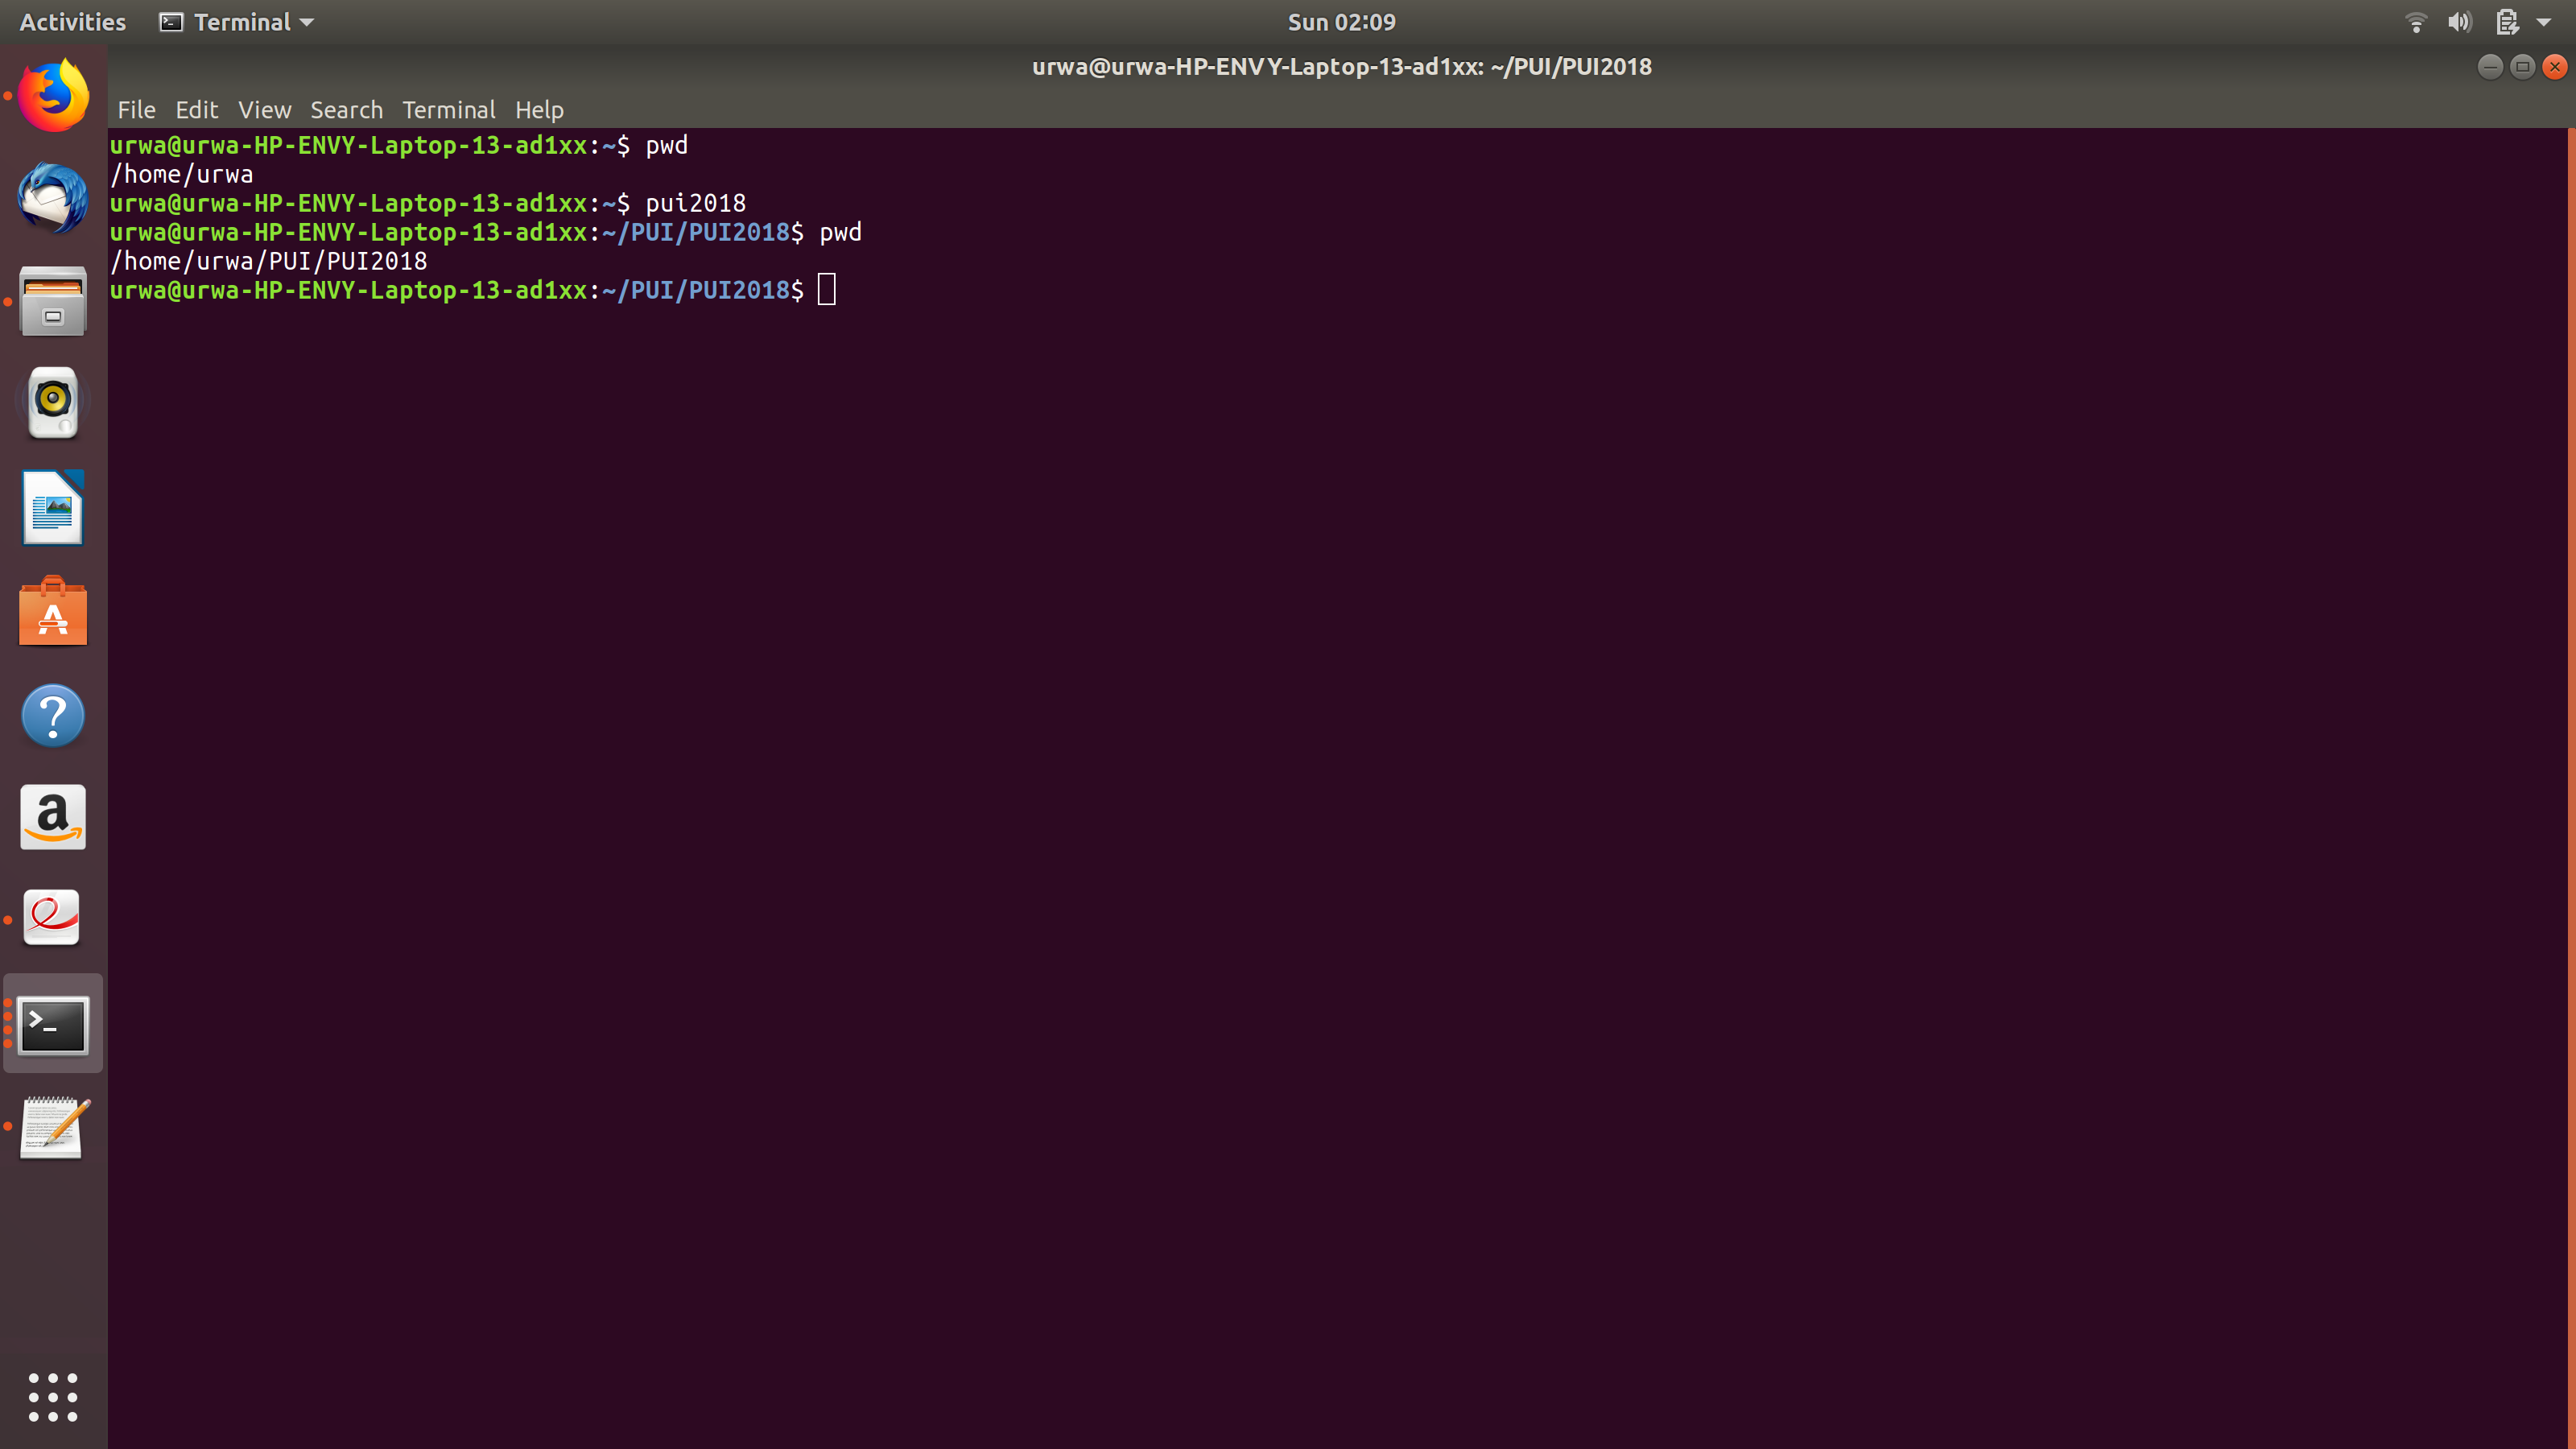 Activities Terminal Sun 02:09
urwa@urwa-HP-ENVY-Laptop-13-ad1xx: ~/PUI/PUI2018
File Edit View Search Terminal Help
urwa@urwa-HP-ENVY-Laptop-13-ad1xx:~$ pwd
/home/urwa
urwa@urwa-HP-ENVY-Laptop-13-ad1xx:~$ pui2018
urwa@urwa-HP-ENVY-Laptop-13-ad1xx:~/PUI/PUI2018$ pwd
/home/urwa/PUI/PUI2018
urwa@urwa-HP-ENVY-Laptop-13-ad1xx:~/PUI/PUI2018$